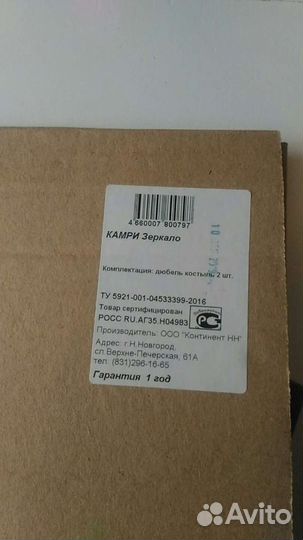 4 660007 800797
КАМРИ Зеркало
Комплектация: дюбель костыль 2 шт.
ТУ 5921-001-04533399-2016
Товар сертифицирован
РОСС RU.АГ35.Н04983
Производитель: ООО "Континент НН"
Адрес: г.Н.Новгород,
сл.Верхне-Печерская, 61А
тел: (831)296-16-65
Гарантия 1 год
Avito